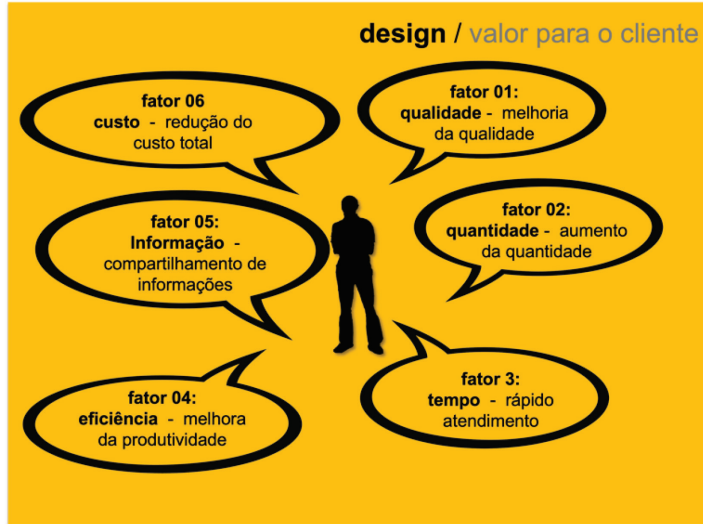 design / valor para o cliente
fator 01:
qualidade - melhoria
da qualidade
fator 02:
quantidade - aumento
da quantidade
fator 3:
tempo - rápido
atendimento
fator 04:
eficiência - melhora
da produtividade
fator 05:
Informação -
compartilhamento de
informações
fator 06
custo - redução do
custo total